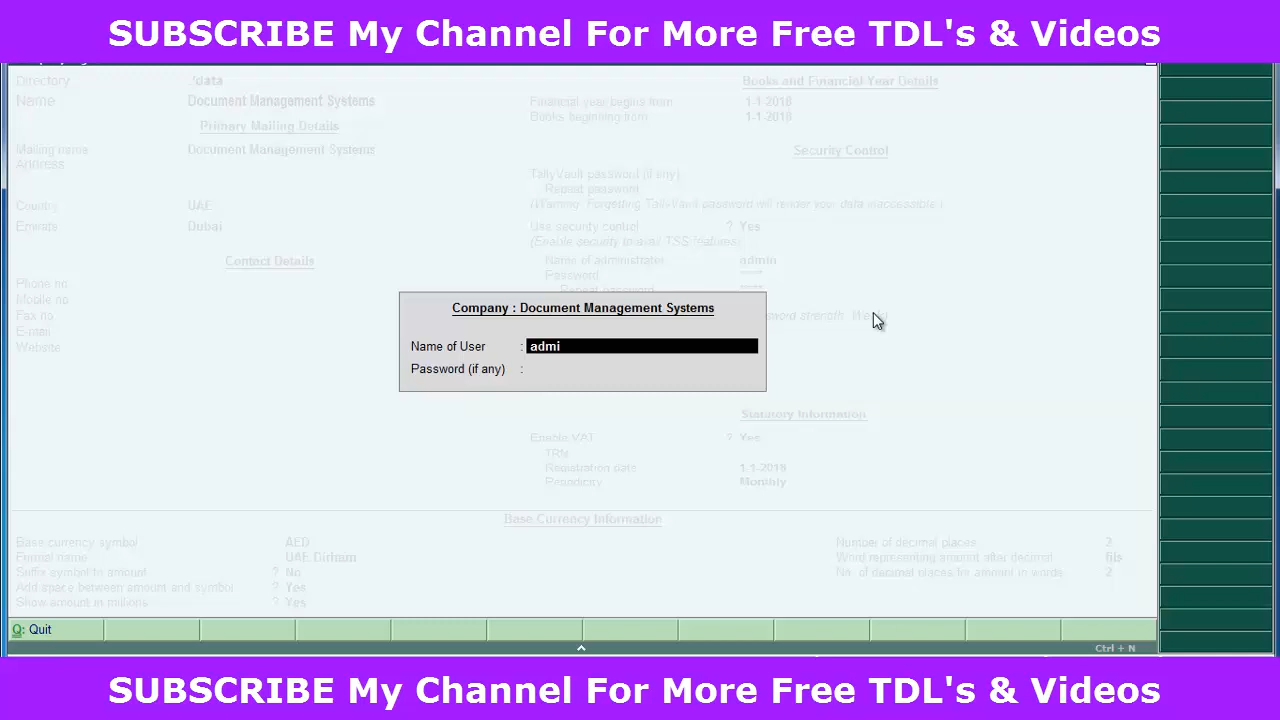 SUBSCRIBE My Channel For More Free TDL's & Videos
Directory ..\data
Books and Financial Year Details
Name Document Management Systems
Financial year begins from 1-1-2018
Books beginning from 1-1-2018
Primary Mailing Details
Mailing name Document Management Systems
Address
Security Control
TallyVault password (if any)
Repeat password
(Warning: Forgetting TallyVault password will render your data inaccessible.)
Country UAE
Emirate Dubai
Use security control ? Yes
(Enable security to avail TSS features)
Contact Details
Name of administrator admin
Password *****
Repeat password *****
Phone no.
Mobile no.
Fax no.
E-mail
Website
Company : Document Management Systems
Name of User : admi
Password (if any) :
Statutory Information
Enable VAT ? Yes
TRN
Registration date 1-1-2018
Periodicity Monthly
Base Currency Information
Base currency symbol AED
Formal name UAE Dirham
Suffix symbol to amount ? No
Add space between amount and symbol ? Yes
Show amount in millions ? Yes
Number of decimal places 2
Word representing amount after decimal fils
No. of decimal places for amount in words 2
Q: Quit
Ctrl + N
SUBSCRIBE My Channel For More Free TDL's & Videos